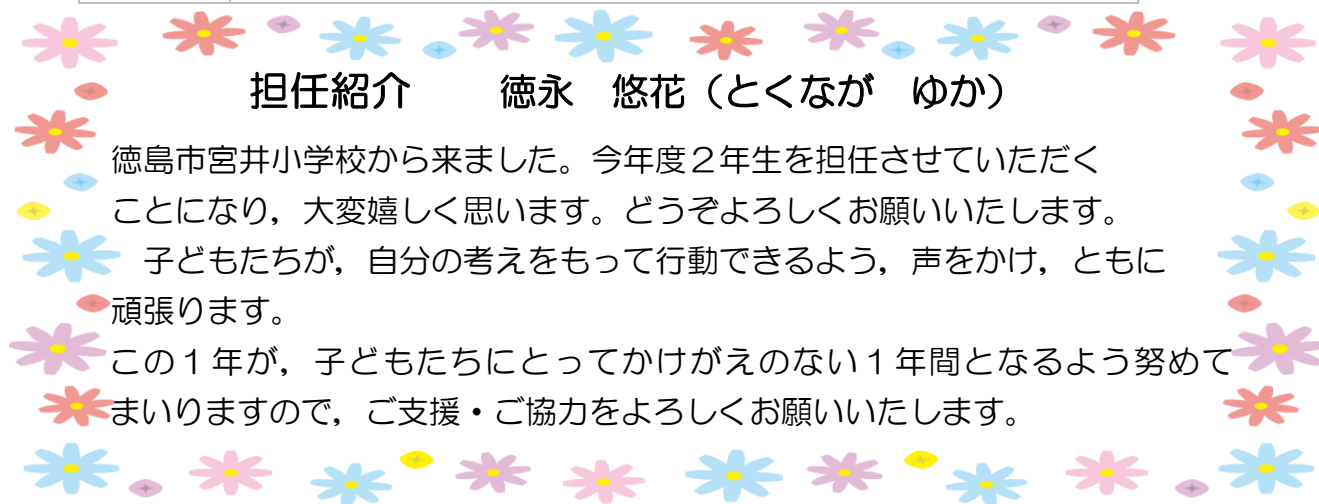 担任紹介　　徳永　悠花（とくなが　ゆか）
徳島市宮井小学校から来ました。今年度２年生を担任させていただく
ことになり，大変嬉しく思います。どうぞよろしくお願いいたします。
　子どもたちが，自分の考えをもって行動できるよう，声をかけ，ともに
頑張ります。
この１年が，子どもたちにとってかけがえのない１年間となるよう努めて
まいりますので，ご支援・ご協力をよろしくお願いいたします。